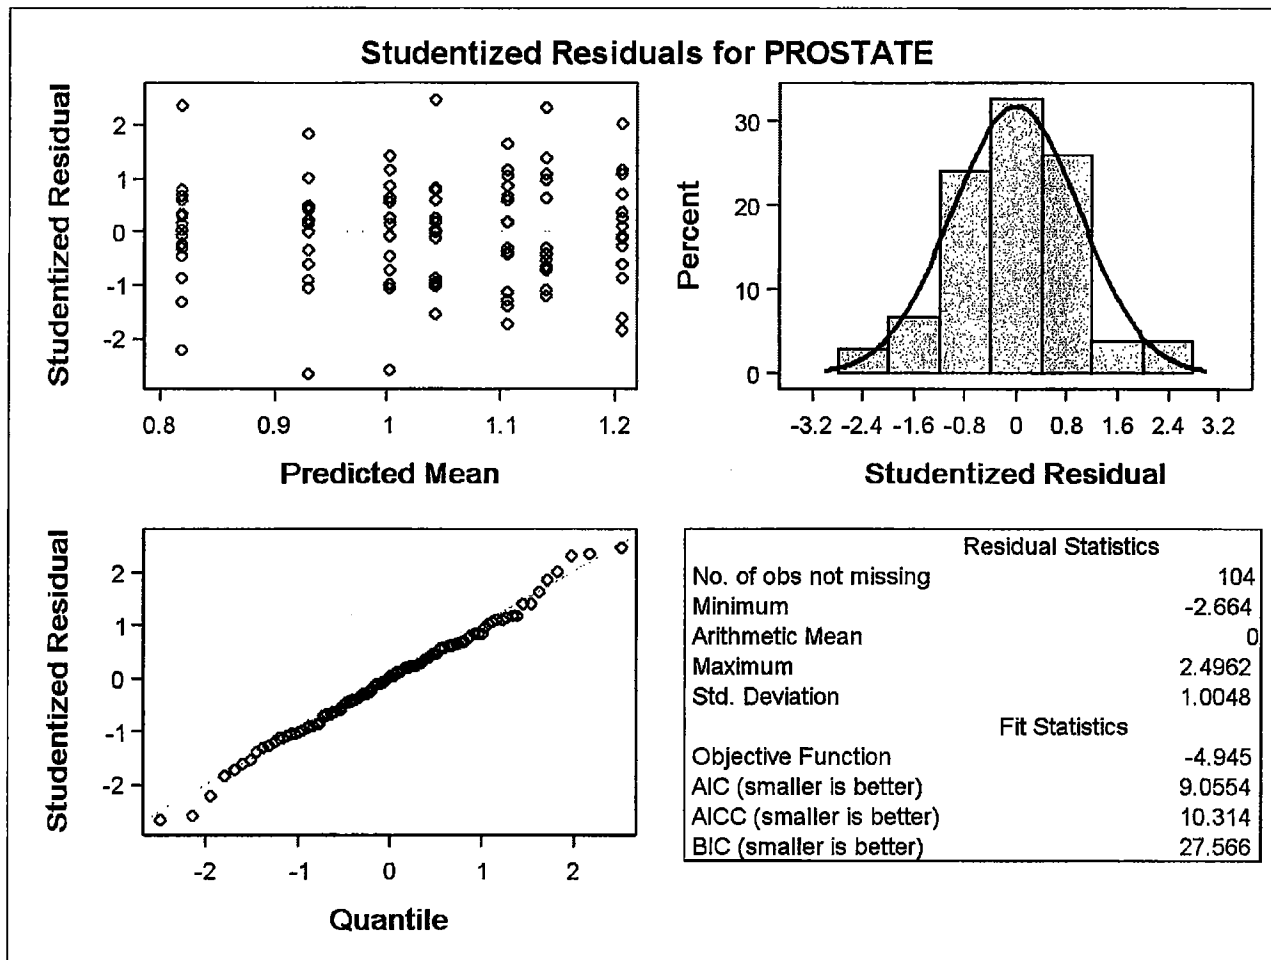 Studentized Residuals for PROSTATE
Studentized Residual
2
1
0
-1
-2
0.8 0.9 1 1.1 1.2
Predicted Mean
Percent
30
20
10
0
-3.2 -2.4 -1.6 -0.8 0 0.8 1.6 2.4 3.2
Studentized Residual
Studentized Residual
2
1
0
-1
-2
-2 -1 0 1 2
Quantile
Residual Statistics
No. of obs not missing 104
Minimum -2.664
Arithmetic Mean 0
Maximum 2.4962
Std. Deviation 1.0048
Fit Statistics
Objective Function -4.945
AIC (smaller is better) 9.0554
AICC (smaller is better) 10.314
BIC (smaller is better) 27.566